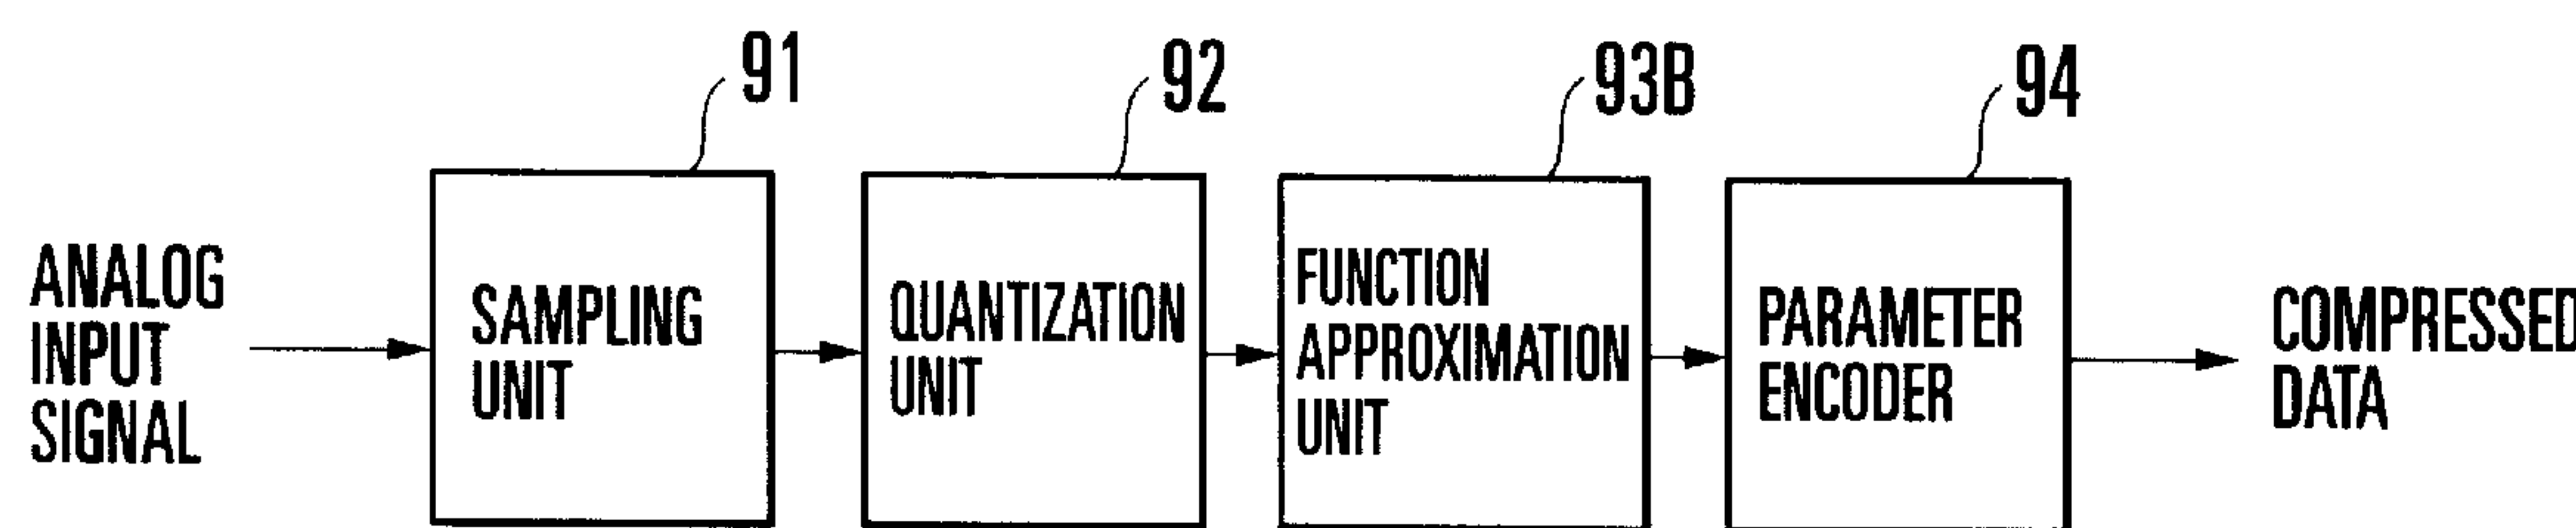 91
92
93B
94
ANALOG
INPUT
SIGNAL
SAMPLING
UNIT
QUANTIZATION
UNIT
FUNCTION
APPROXIMATION
UNIT
PARAMETER
ENCODER
COMPRESSED
DATA